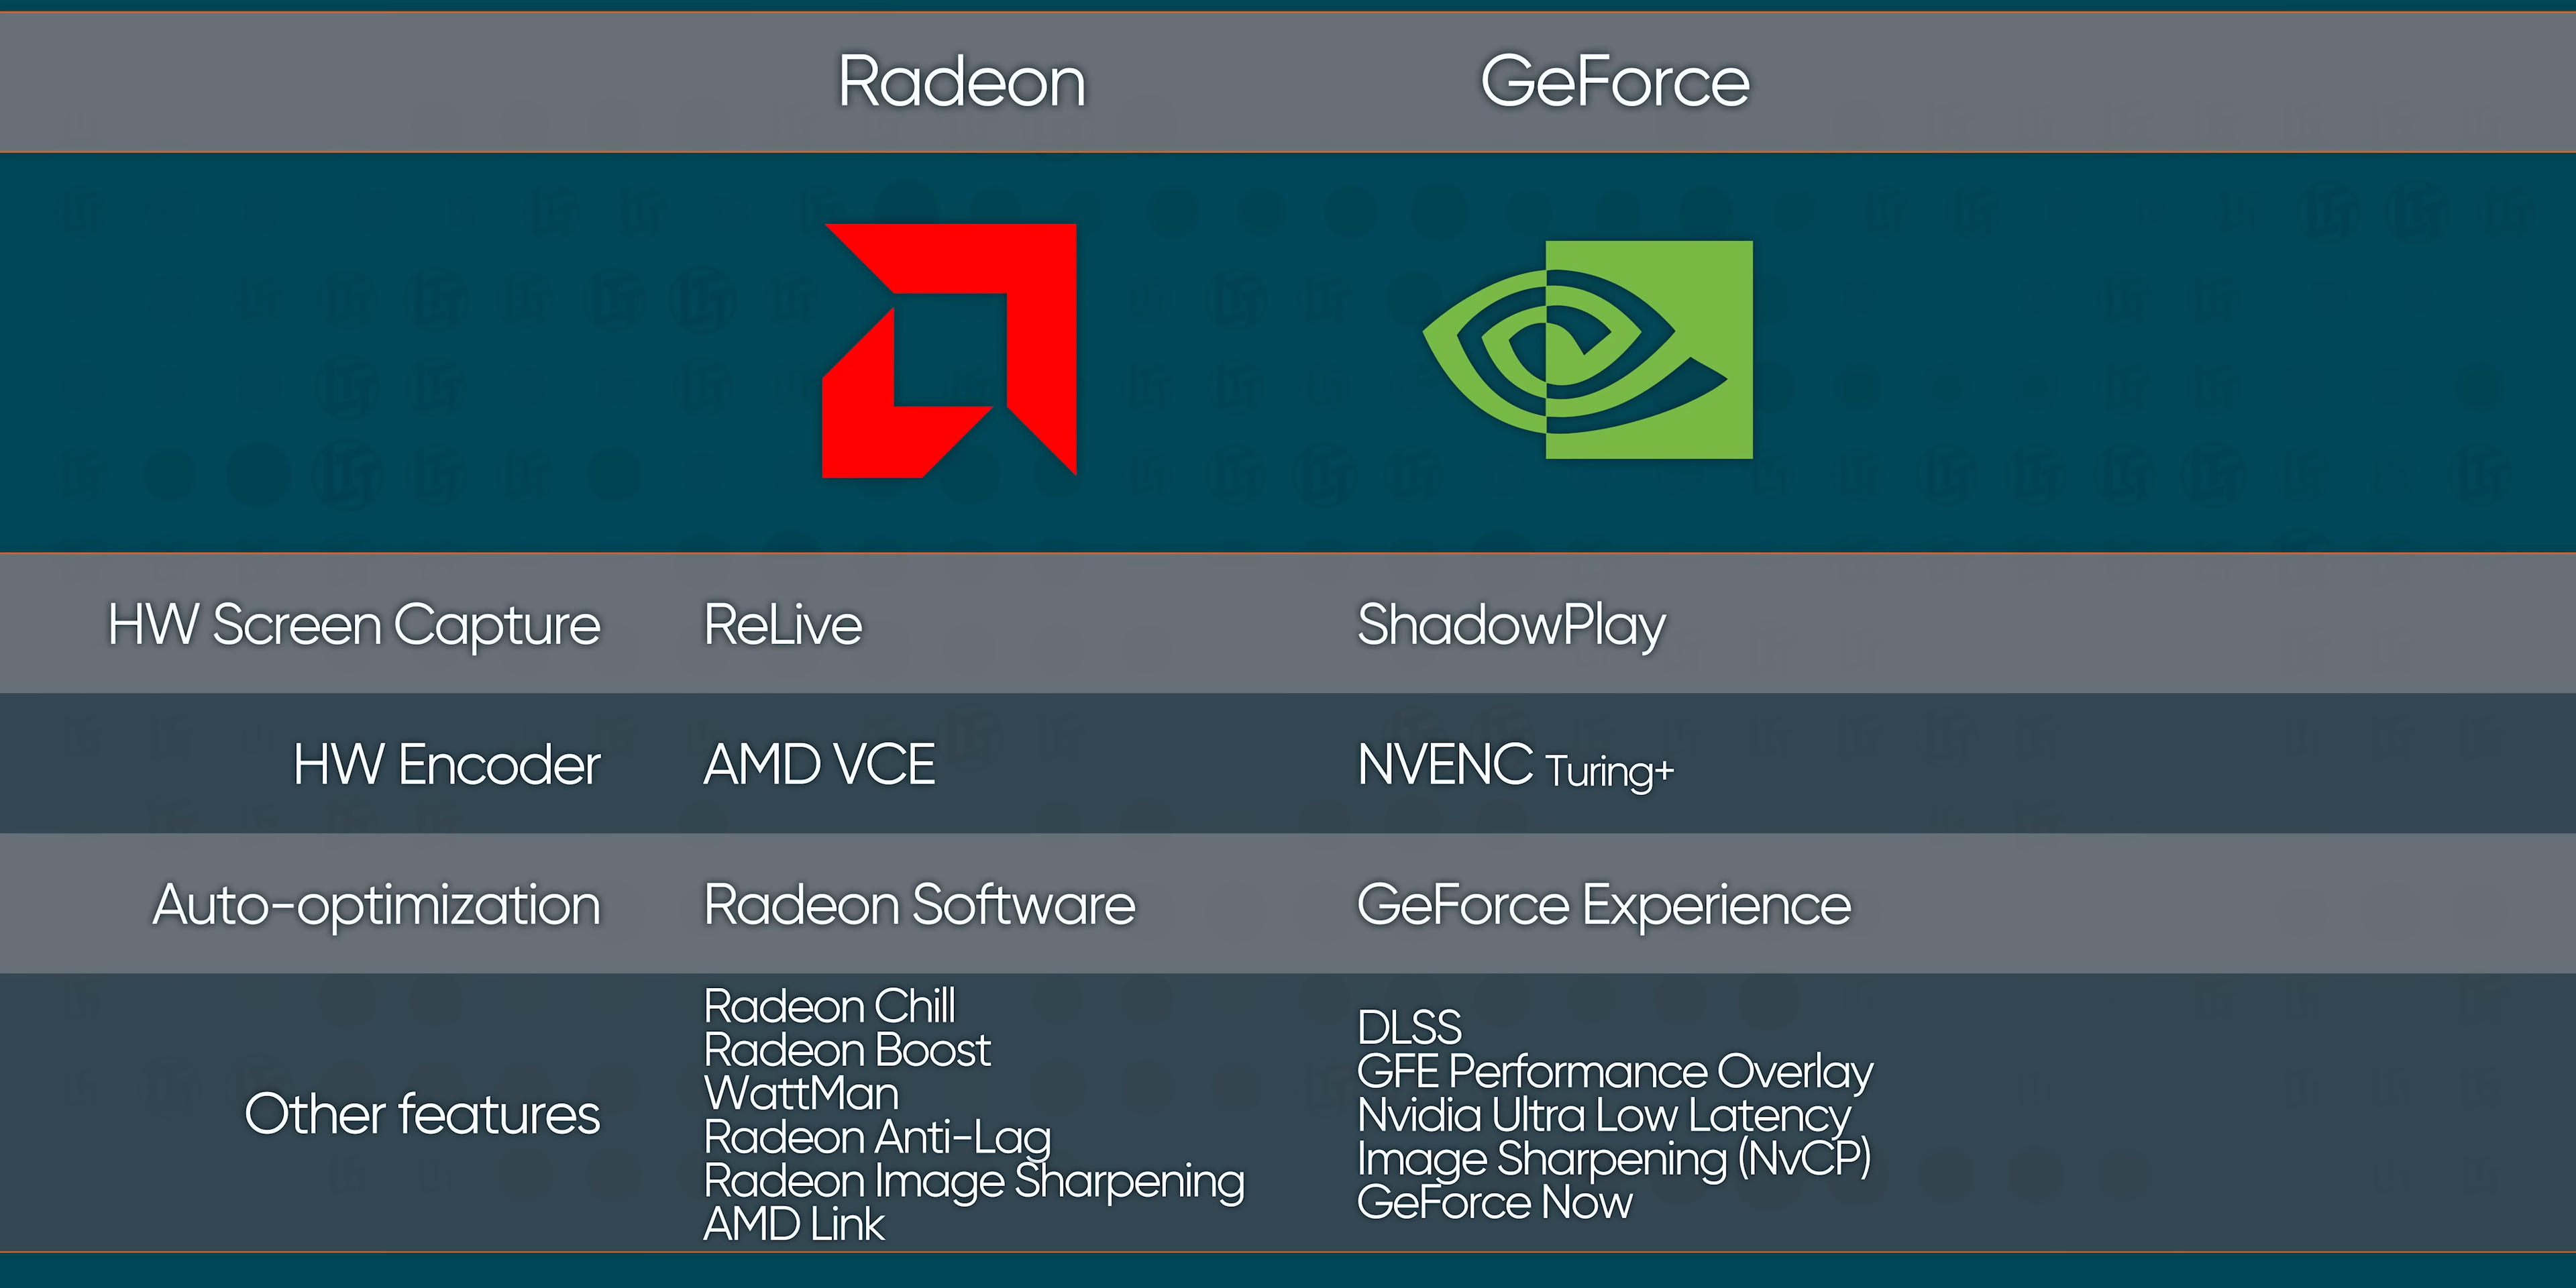 Radeon GeForce
HW Screen Capture ReLive ShadowPlay
HW Encoder AMD VCE NVENC Turing+
Auto-optimization Radeon Software GeForce Experience
Other features
Radeon Chill
Radeon Boost
WattMan
Radeon Anti-Lag
Radeon Image Sharpening
AMD Link
DLSS
GFE Performance Overlay
Nvidia Ultra Low Latency
Image Sharpening (NvCP)
GeForce Now